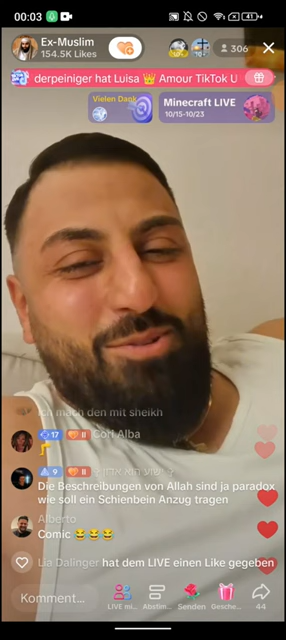 00:03
41
Ex-Muslim
154.5K Likes
306
derpeiniger hat Luisa 👑 Amour TikTok U
Vielen Dank
Minecraft LIVE
10/15-10/23
ich mach den mit sheikh
17 II Cori Alba
9 II
Die Beschreibungen von Allah sind ja paradox
wie soll ein Schienbein Anzug tragen
Alberto
Comic 😂😂😂
Lia Dalinger hat dem LIVE einen Like gegeben
Komment...
LIVE mi...
Abstim...
Senden
Gesche...
44